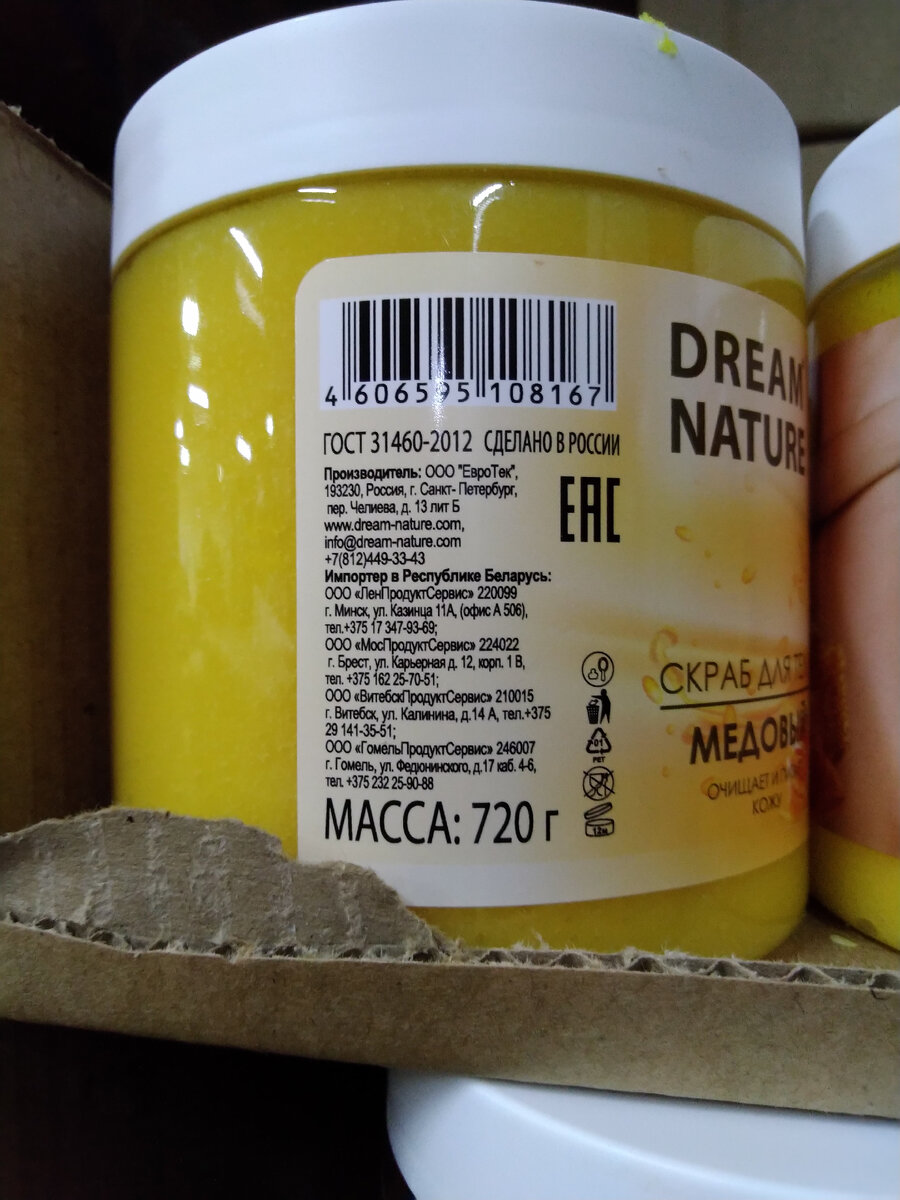 4 606595 108167
ГОСТ 31460-2012 СДЕЛАНО В РОССИИ
Производитель: ООО "ЕвроТек",
193230, Россия, г. Санкт- Петербург,
пер. Челиева, д. 13 лит Б
www.dream-nature.com,
info@dream-nature.com
+7(812)449-33-43
EAC
Импортер в Республике Беларусь:
ООО «ЛенПродуктСервис» 220099
г. Минск, ул. Казинца 11А, (офис А 506),
тел.+375 17 347-93-69;
ООО «МосПродуктСервис» 224022
г. Брест, ул. Карьерная д. 12, корп. 1 В,
тел. +375 162 25-70-51;
ООО «ВитебскПродуктСервис» 210015
г. Витебск, ул. Калинина, д.14 А, тел.+375
29 141-35-51;
ООО «ГомельПродуктСервис» 246007
г. Гомель, ул. Федюнинского, д.17 каб. 4-6,
тел. +375 232 25-90-88
МАССА: 720 г
01
PET
12м
DREAM
NATURE
СКРАБ ДЛЯ
МЕДОВЫЙ
ОЧИЩАЕТ И
КОЖУ